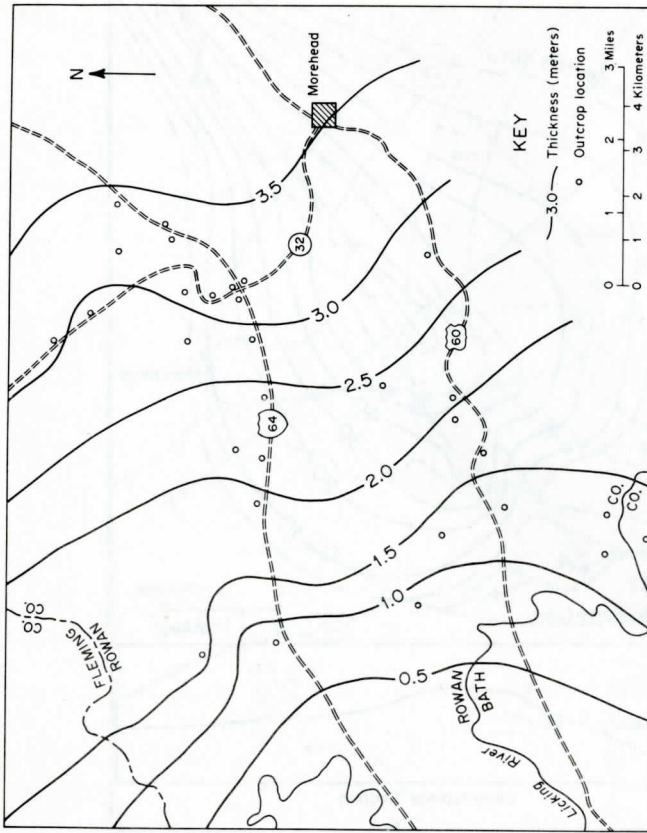 N
Morehead
3.5
32
3.0
60
2.5
64
2.0
1.5
1.0
0.5
CO.
CO.
FLEMING
ROWAN
ROWAN
BATH
Licking River
CO.
CO.
KEY
3.0 Thickness (meters)
Outcrop location
0 1 2 3 Miles
0 1 2 3 4 Kilometers